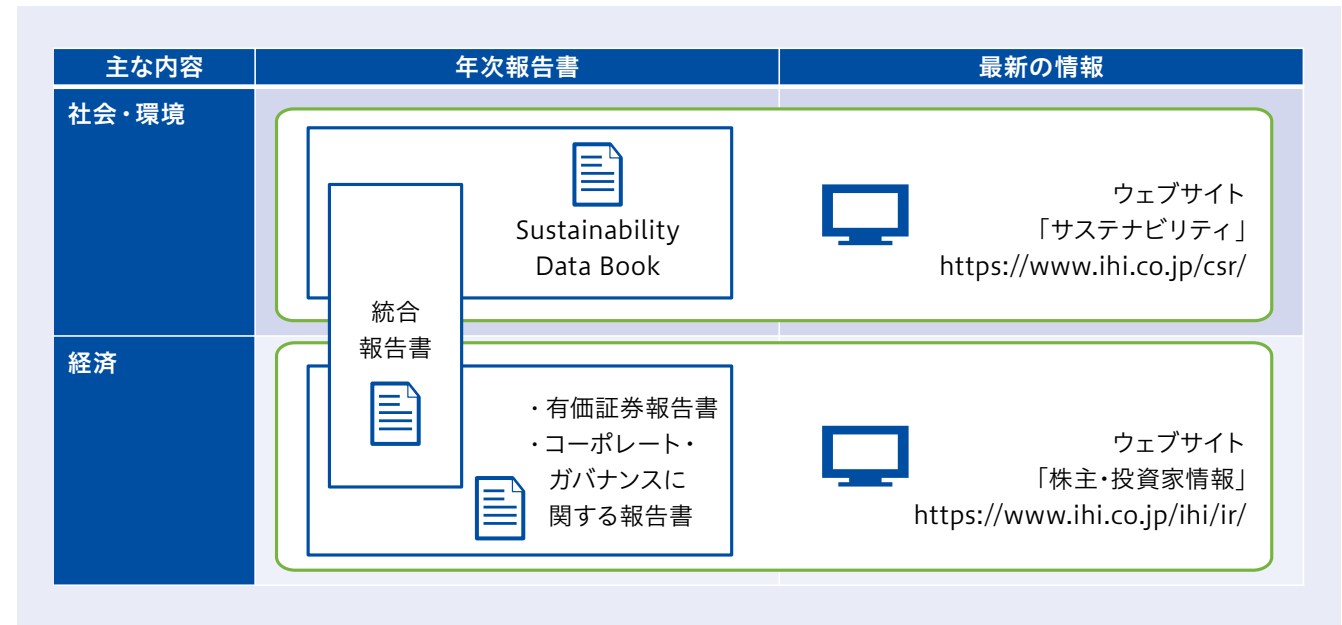 主な内容
年次報告書
最新の情報
社会・環境
Sustainability
Data Book
ウェブサイト
「サステナビリティ」
https://www.ihi.co.jp/csr/
統合
報告書
経済
・有価証券報告書
・コーポレート・
ガバナンスに
関する報告書
ウェブサイト
「株主・投資家情報」
https://www.ihi.co.jp/ihi/ir/